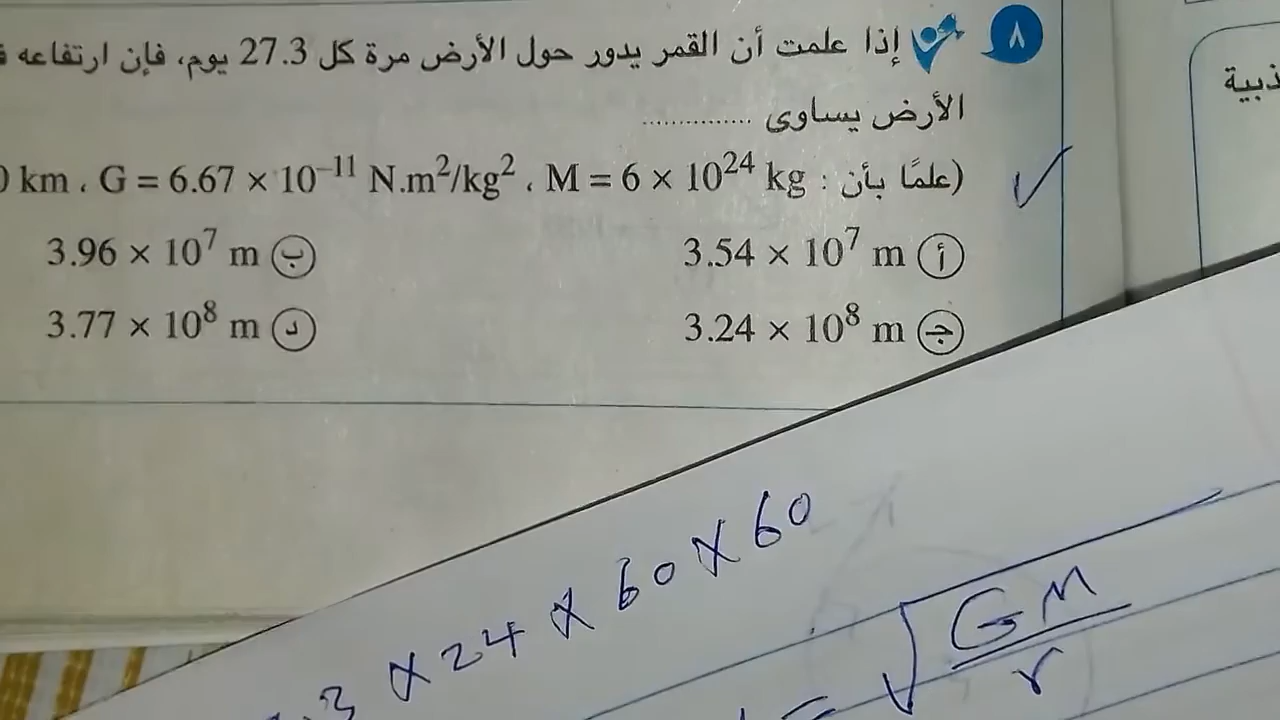 ٨ إذا علمت أن القمر يدور حول الأرض مرة كل 27.3 يوم، فإن ارتفاعه
الأرض يساوى ...............
(علمًا بأن : km ، G = 6.67 × 10⁻¹¹ N.m²/kg² ، M = 6 × 10²⁴ kg
أ 3.54 × 10⁷ m ب 3.96 × 10⁷ m
ج 3.24 × 10⁸ m د 3.77 × 10⁸ m
ذبية
3 × 24 × 60 × 60
= √(GM/r)